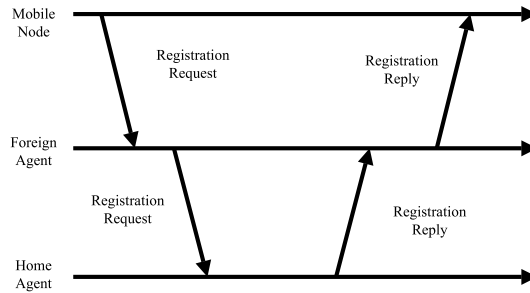 Mobile
Node
Registration
Request
Registration
Reply
Foreign
Agent
Registration
Request
Registration
Reply
Home
Agent